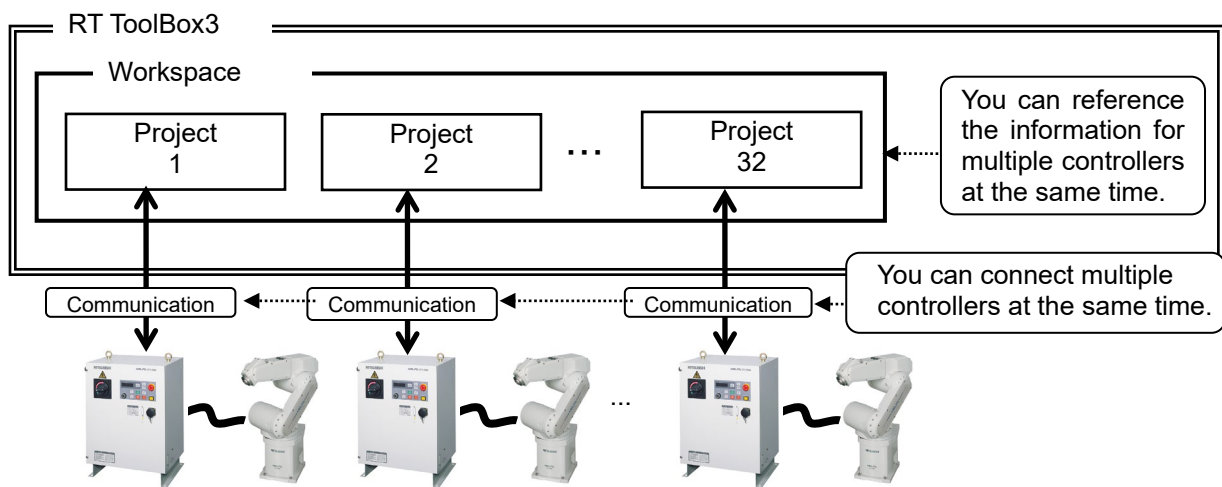 RT ToolBox3
Workspace
Project
1
Project
2
...
Project
32
You can reference
the information for
multiple controllers
at the same time.
You can connect multiple
controllers at the same time.
Communication
Communication
Communication
...